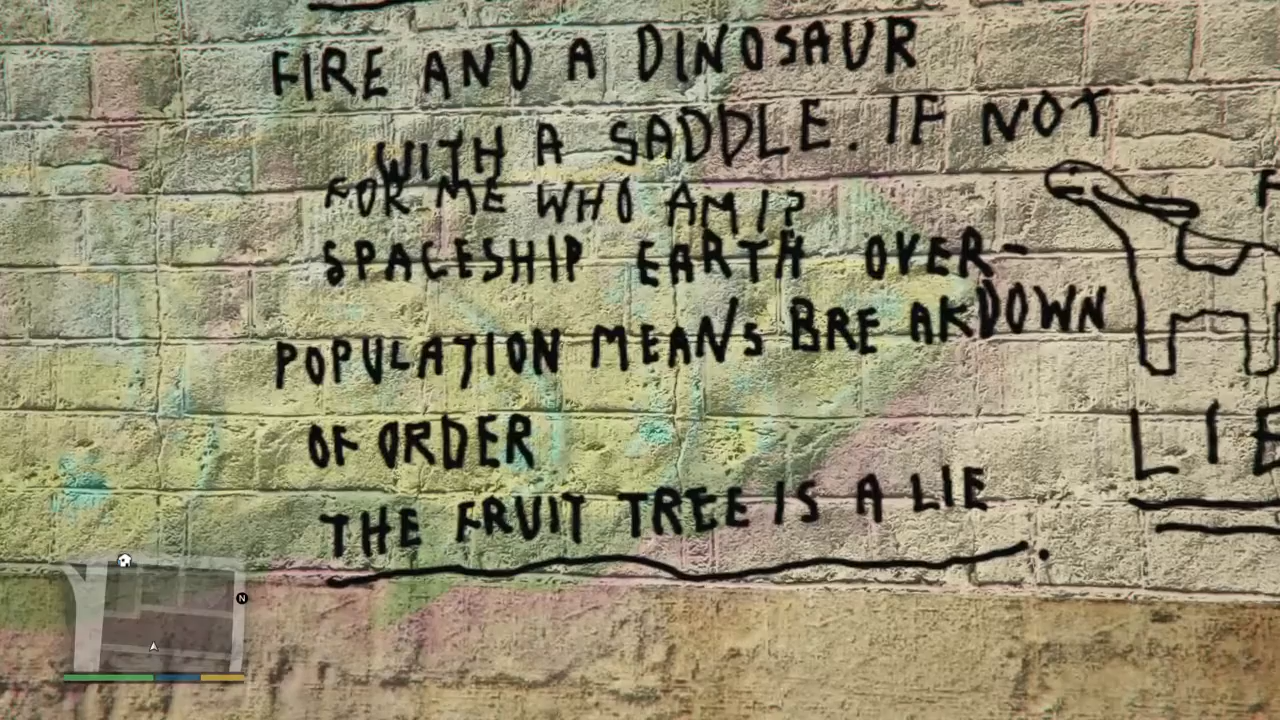 FIRE AND A DINOSAUR
WITH A SADDLE. IF NOT
FOR ME WHO AM I?
SPACESHIP EARTH OVER-
POPULATION MEANS BREAKDOWN
OF ORDER
THE FRUIT TREE IS A LIE.
LIE
N